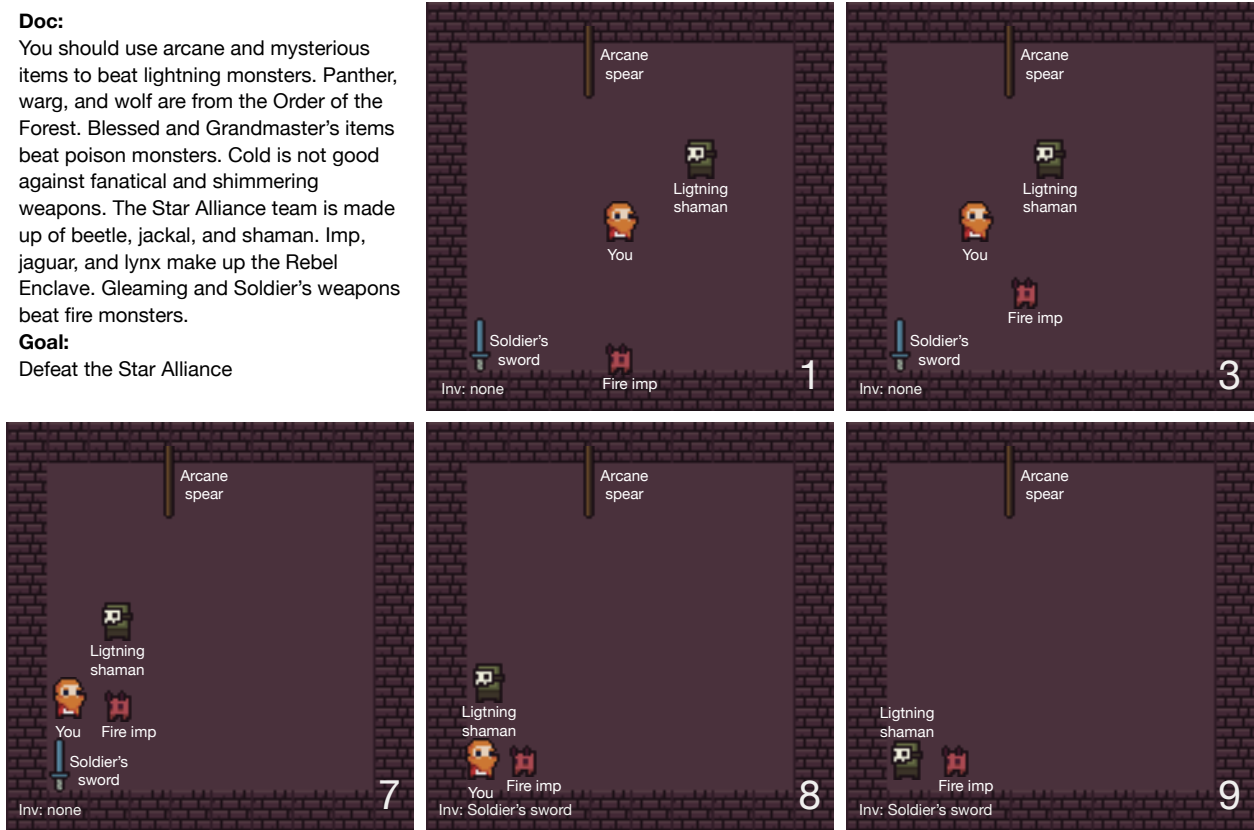 Doc:
You should use arcane and mysterious
items to beat lightning monsters. Panther,
warg, and wolf are from the Order of the
Forest. Blessed and Grandmaster's items
beat poison monsters. Cold is not good
against fanatical and shimmering
weapons. The Star Alliance team is made
up of beetle, jackal, and shaman. Imp,
jaguar, and lynx make up the Rebel
Enclave. Gleaming and Soldier's weapons
beat fire monsters.
Goal:
Defeat the Star Alliance
Arcane
spear
Ligtning
shaman
You
Soldier's
sword
Fire imp
Inv: none
1
Arcane
spear
Ligtning
shaman
You
Fire imp
Soldier's
sword
Inv: none
3
Arcane
spear
Ligtning
shaman
You
Fire imp
Soldier's
sword
Inv: none
7
Arcane
spear
Ligtning
shaman
You
Fire imp
Inv: Soldier's sword
8
Arcane
spear
Ligtning
shaman
Fire imp
Inv: Soldier's sword
9